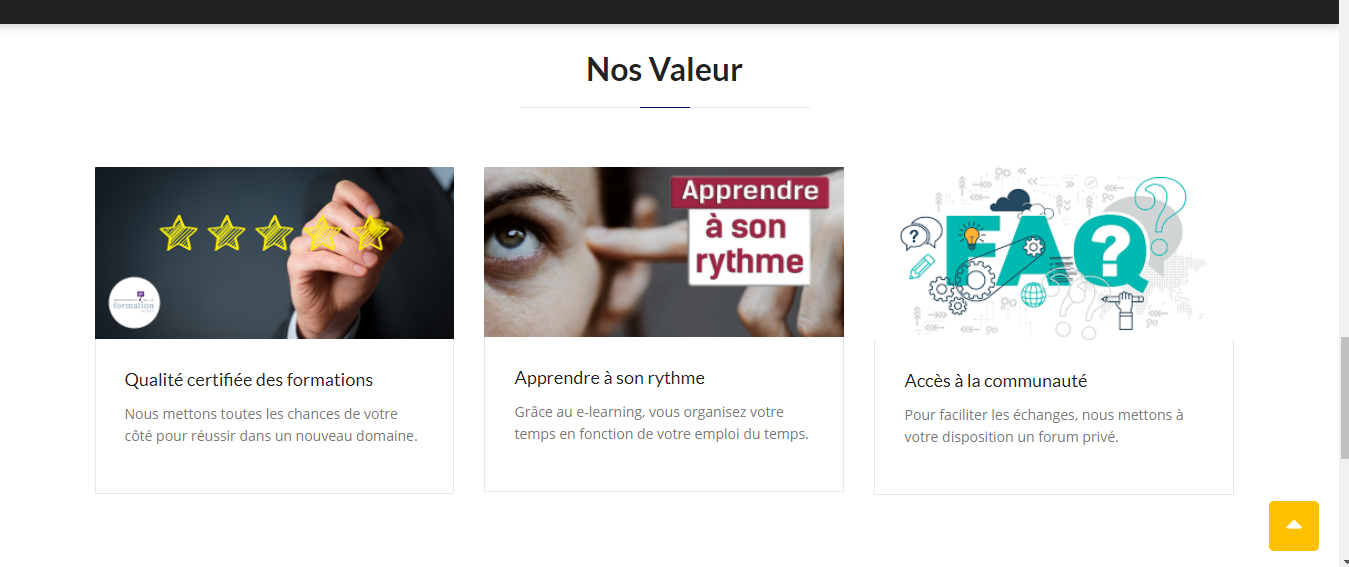 Nos Valeur
formation
Apprendre
à son
rythme
FAQ
Qualité certifiée des formations
Nous mettons toutes les chances de votre
côté pour réussir dans un nouveau domaine.
Apprendre à son rythme
Grâce au e-learning, vous organisez votre
temps en fonction de votre emploi du temps.
Accès à la communauté
Pour faciliter les échanges, nous mettons à
votre disposition un forum privé.